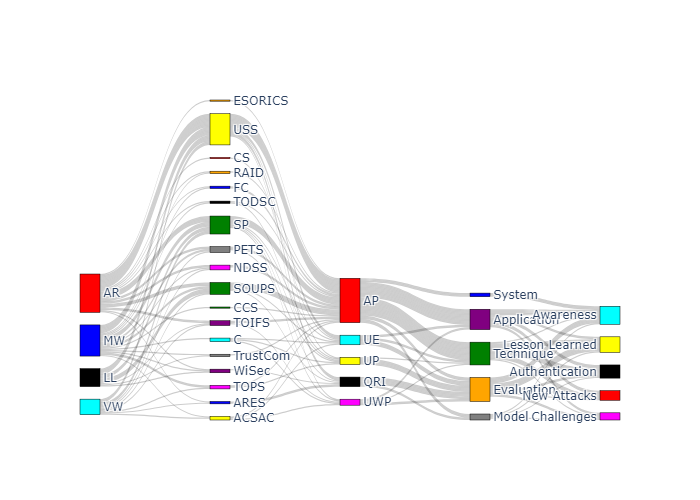 AR
MW
LL
VW
ESORICS
USS
CS
RAID
FC
TODSC
SP
PETS
NDSS
SOUPS
CCS
TOIFS
C
TrustCom
WiSec
TOPS
ARES
ACSAC
AP
UE
UP
QRI
UWP
System
Application
Technique
Evaluation
Model Challenges
Awareness
Lesson Learned
Authentication
New Attacks